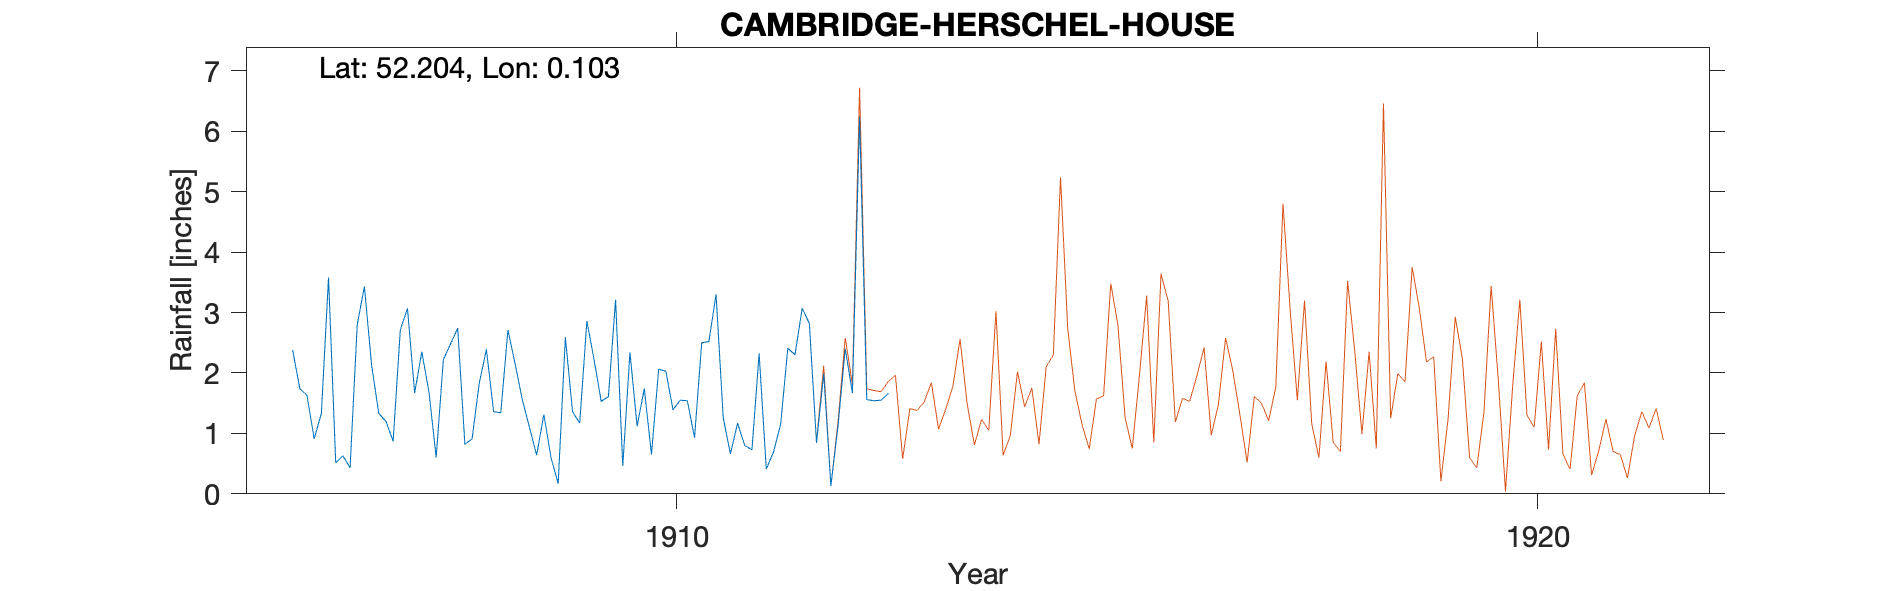 CAMBRIDGE-HERSCHEL-HOUSE
Lat: 52.204, Lon: 0.103
7
6
5
4
3
2
1
0
Rainfall [inches]
1910 1920
Year